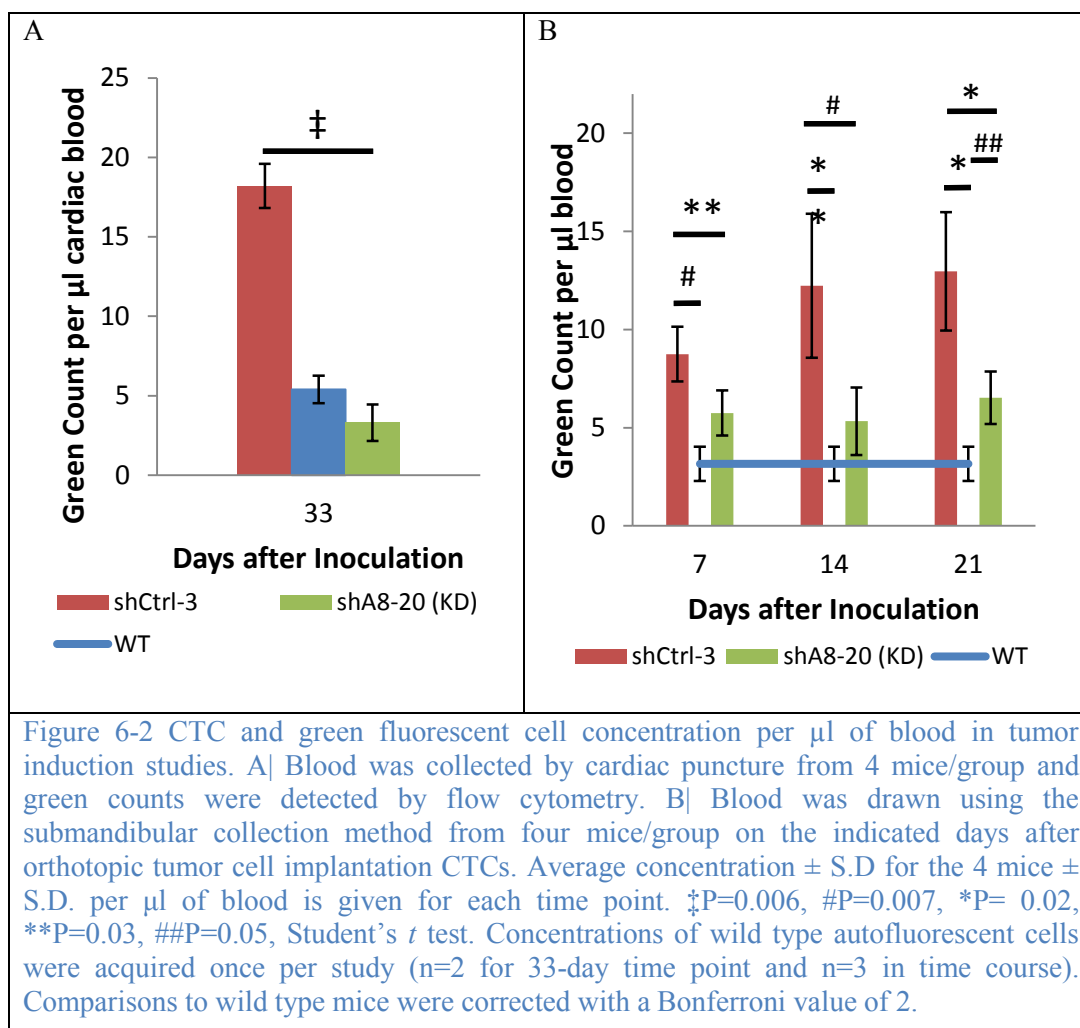 A
25
20
15
10
5
0
Green Count per µl cardiac blood
‡
33
Days after Inoculation
shCtrl-3
shA8-20 (KD)
WT
B
20
15
10
5
0
Green Count per µl blood
#
**
#
*
*
*
*
##
7
14
21
Days after Inoculation
shCtrl-3
shA8-20 (KD)
WT
Figure 6-2 CTC and green fluorescent cell concentration per µl of blood in tumor
induction studies. A| Blood was collected by cardiac puncture from 4 mice/group and
green counts were detected by flow cytometry. B| Blood was drawn using the
submandibular collection method from four mice/group on the indicated days after
orthotopic tumor cell implantation CTCs. Average concentration ± S.D for the 4 mice ±
S.D. per µl of blood is given for each time point. ‡P=0.006, #P=0.007, *P= 0.02,
**P=0.03, ##P=0.05, Student's t test. Concentrations of wild type autofluorescent cells
were acquired once per study (n=2 for 33-day time point and n=3 in time course).
Comparisons to wild type mice were corrected with a Bonferroni value of 2.